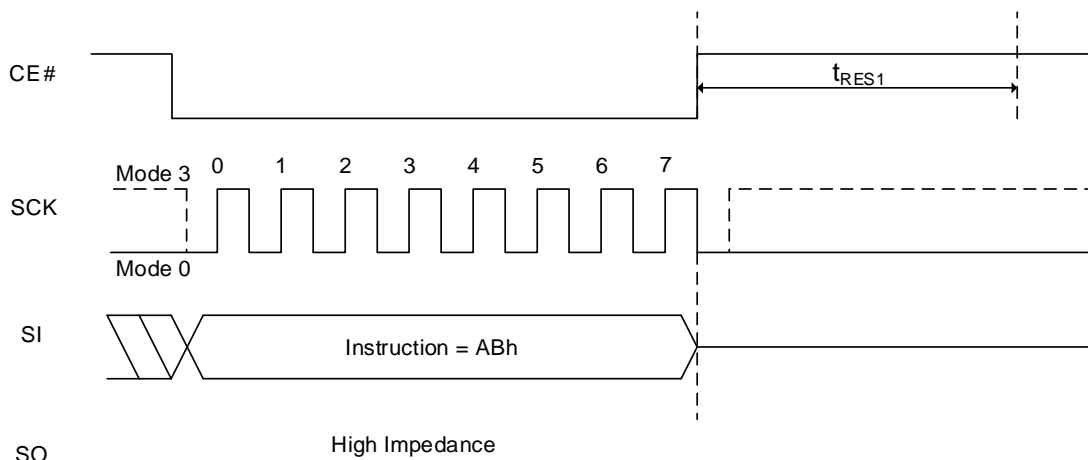 CE#
tRES1
Mode 3
0 1 2 3 4 5 6 7
SCK
Mode 0
SI
Instruction = ABh
High Impedance
SO